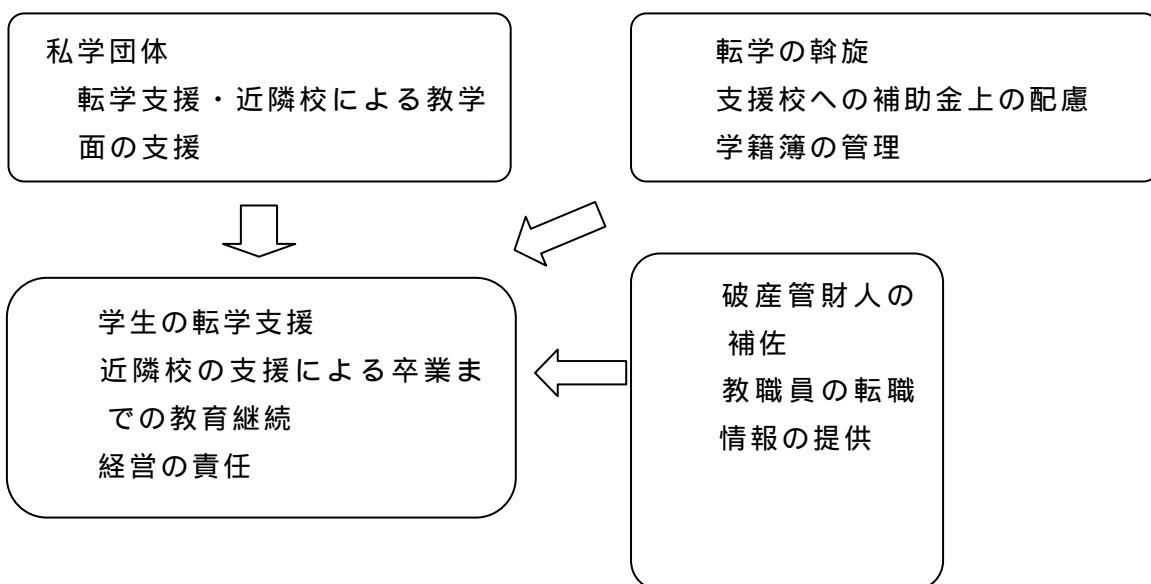 私学団体
転学支援・近隣校による教学
面の支援
転学の斡旋
支援校への補助金上の配慮
学籍簿の管理
学生の転学支援
近隣校の支援による卒業ま
での教育継続
経営の責任
破産管財人の
補佐
教職員の転職
情報の提供